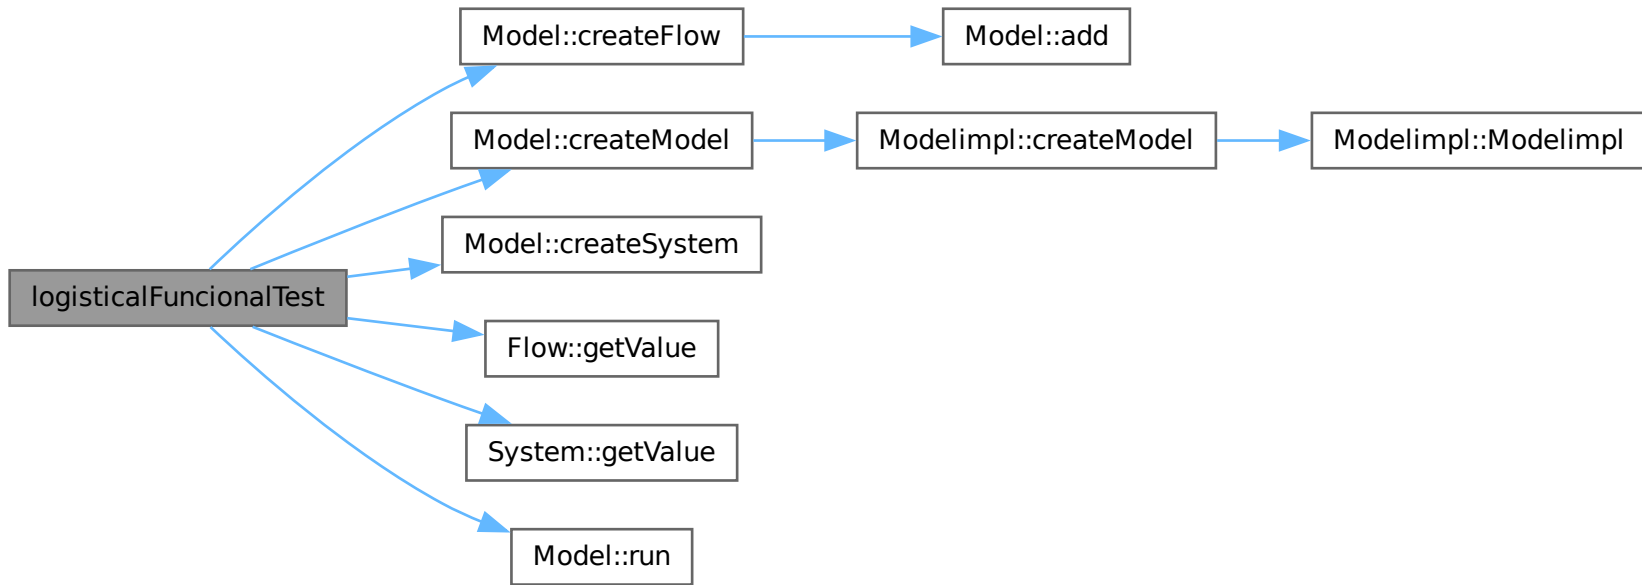 Model::createFlow
Model::add
Model::createModel
Modelimpl::createModel
Modelimpl::Modelimpl
Model::createSystem
logisticalFuncionalTest
Flow::getValue
System::getValue
Model::run